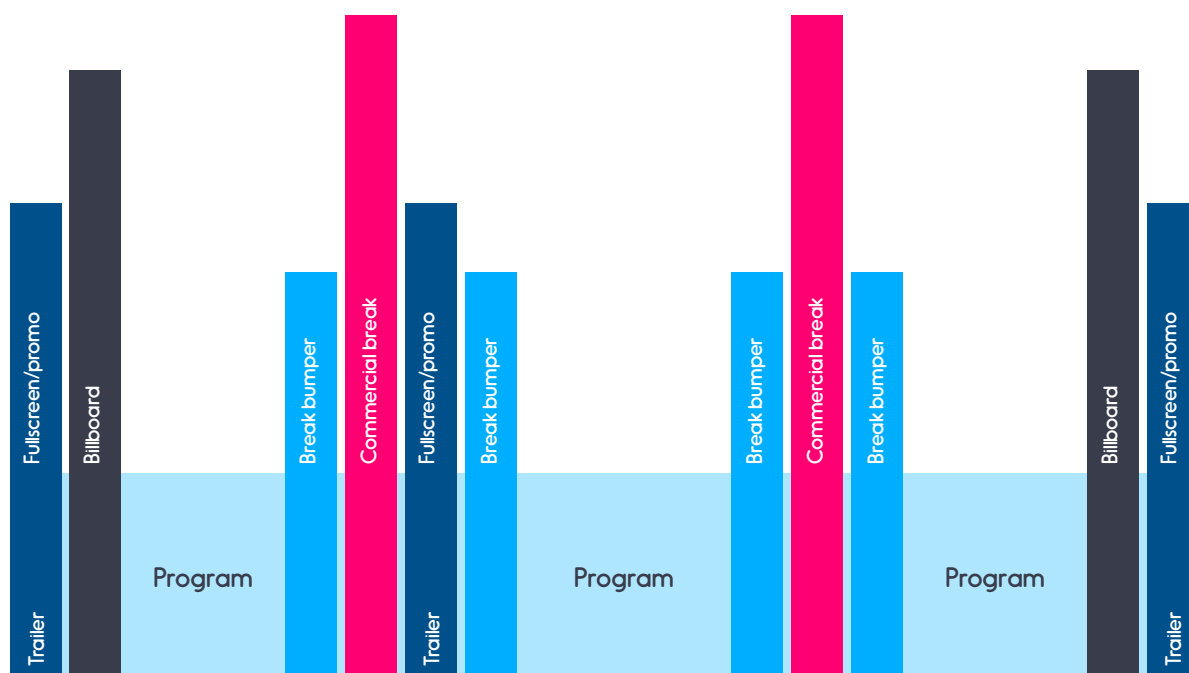 Fullscreen/promo
Trailer
Billboard
Program
Break bumper
Commercial break
Fullscreen/promo
Trailer
Break bumper
Program
Break bumper
Commercial break
Break bumper
Program
Billboard
Fullscreen/promo
Trailer